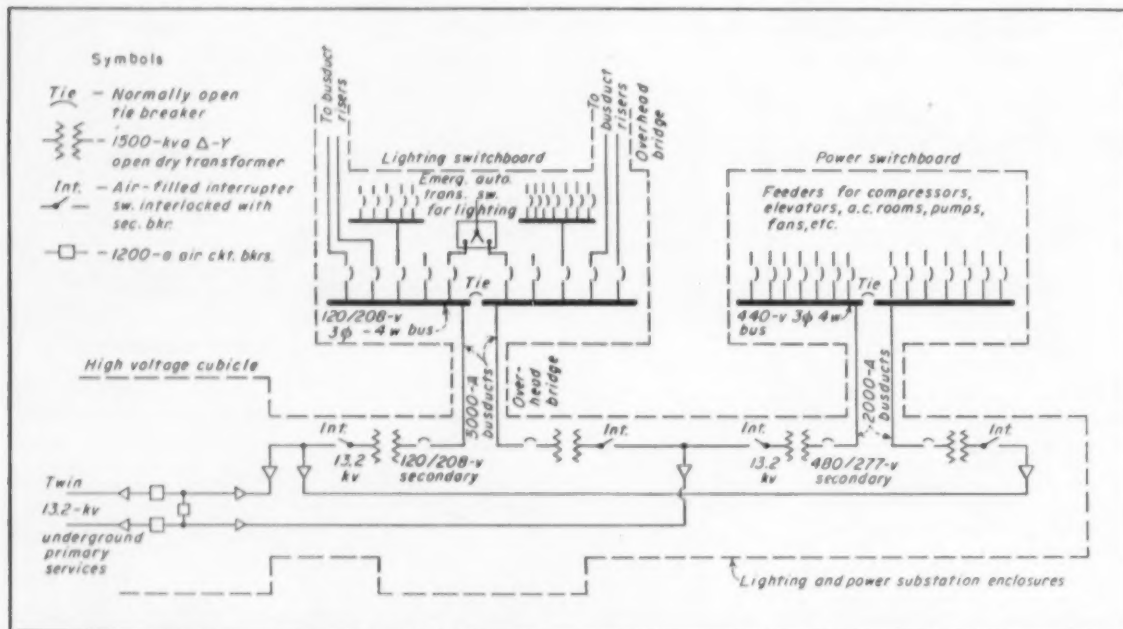 Symbols
Tie — Normally open
tie breaker
— 1500-kva Δ-Y
open dry transformer
Int. — Air-filled interrupter
sw. interlocked with
sec. bkr.
— 1200-a air ckt. bkrs.
To busduct
risers
To
busduct
risers
Overhead
bridge
Lighting switchboard
Emerg. auto.
trans. sw.
for lighting
Tie
120/208-v
3φ - 4w bus
Power switchboard
Feeders for compressors,
elevators, a.c. rooms, pumps,
fans, etc.
Tie
440-v 3φ 4w
bus
High voltage cubicle
5000-A
busducts
Over-
head
bridge
2000-A
busducts
Int.
13.2
kv
120/208-v
secondary
Int.
Int.
13.2
kv
480/277-v
secondary
Int.
Twin
13.2-kv
underground
primary
services
Lighting and power substation enclosures